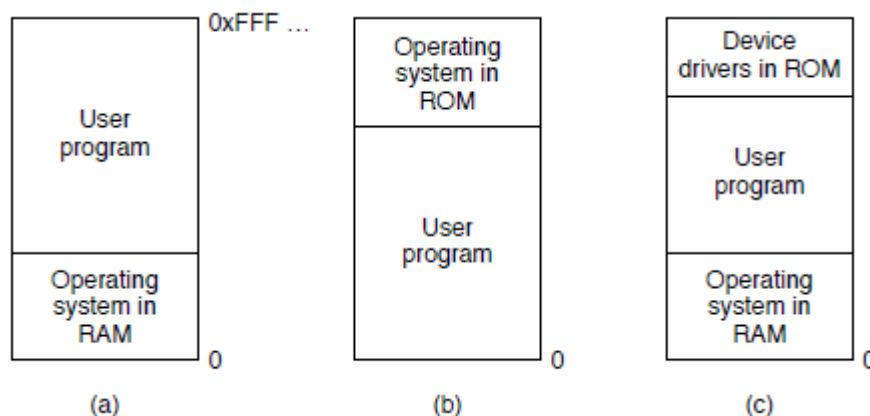 0xFFF ...
User
program
Operating
system in
RAM
0
(a)
Operating
system in
ROM
User
program
0
(b)
Device
drivers in ROM
User
program
Operating
system in
RAM
0
(c)